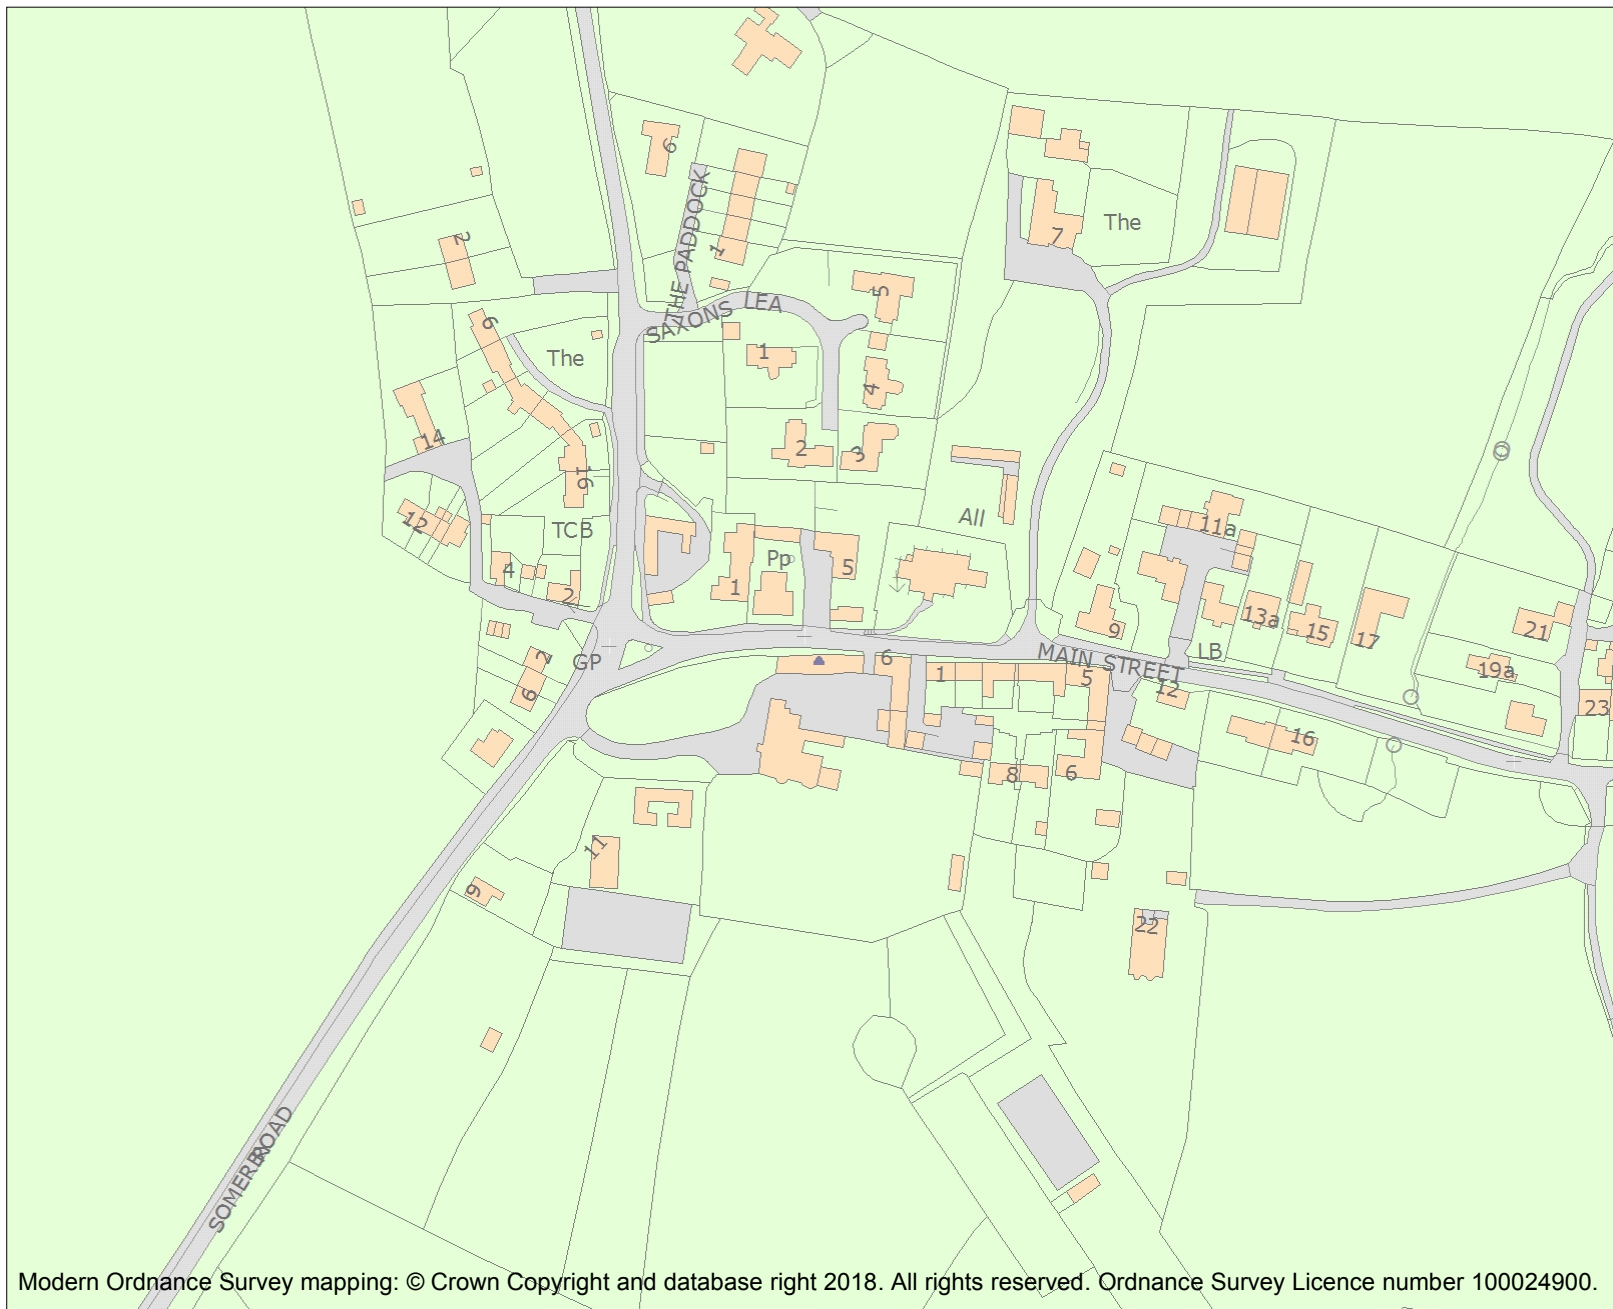 6
THE PADDOCK
1
2
The
7
5
SAXONS LEA
6
The
1
4
14
2
3
16
12
TCB
All
11a
4
2
1
Pp
5
9
13a
15
17
21
GP
2
6
6
1
MAIN STREET
5
12
LB
19a
23
16
8
6
11
9
22
SOMERBY ROAD
Modern Ordnance Survey mapping: © Crown Copyright and database right 2018. All rights reserved. Ordnance Survey Licence number 100024900.